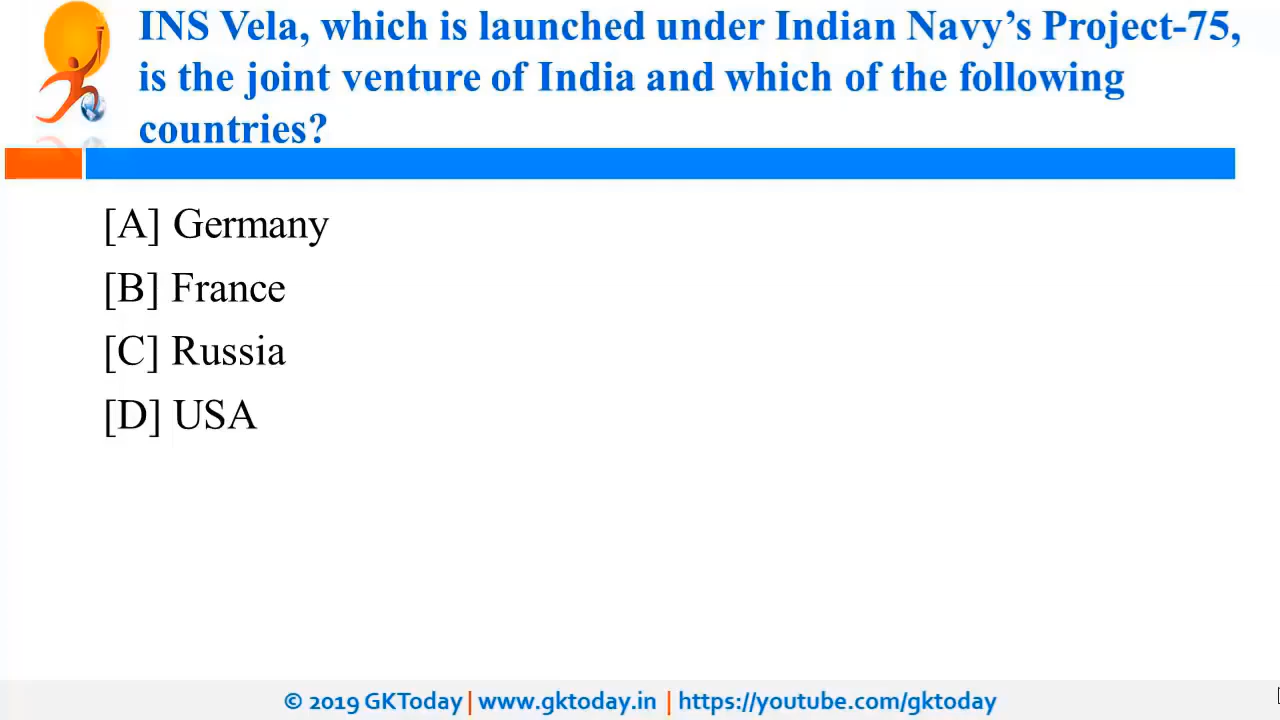 INS Vela, which is launched under Indian Navy’s Project-75,
is the joint venture of India and which of the following
countries?
[A] Germany
[B] France
[C] Russia
[D] USA
© 2019 GKToday | www.gktoday.in | https://youtube.com/gktoday